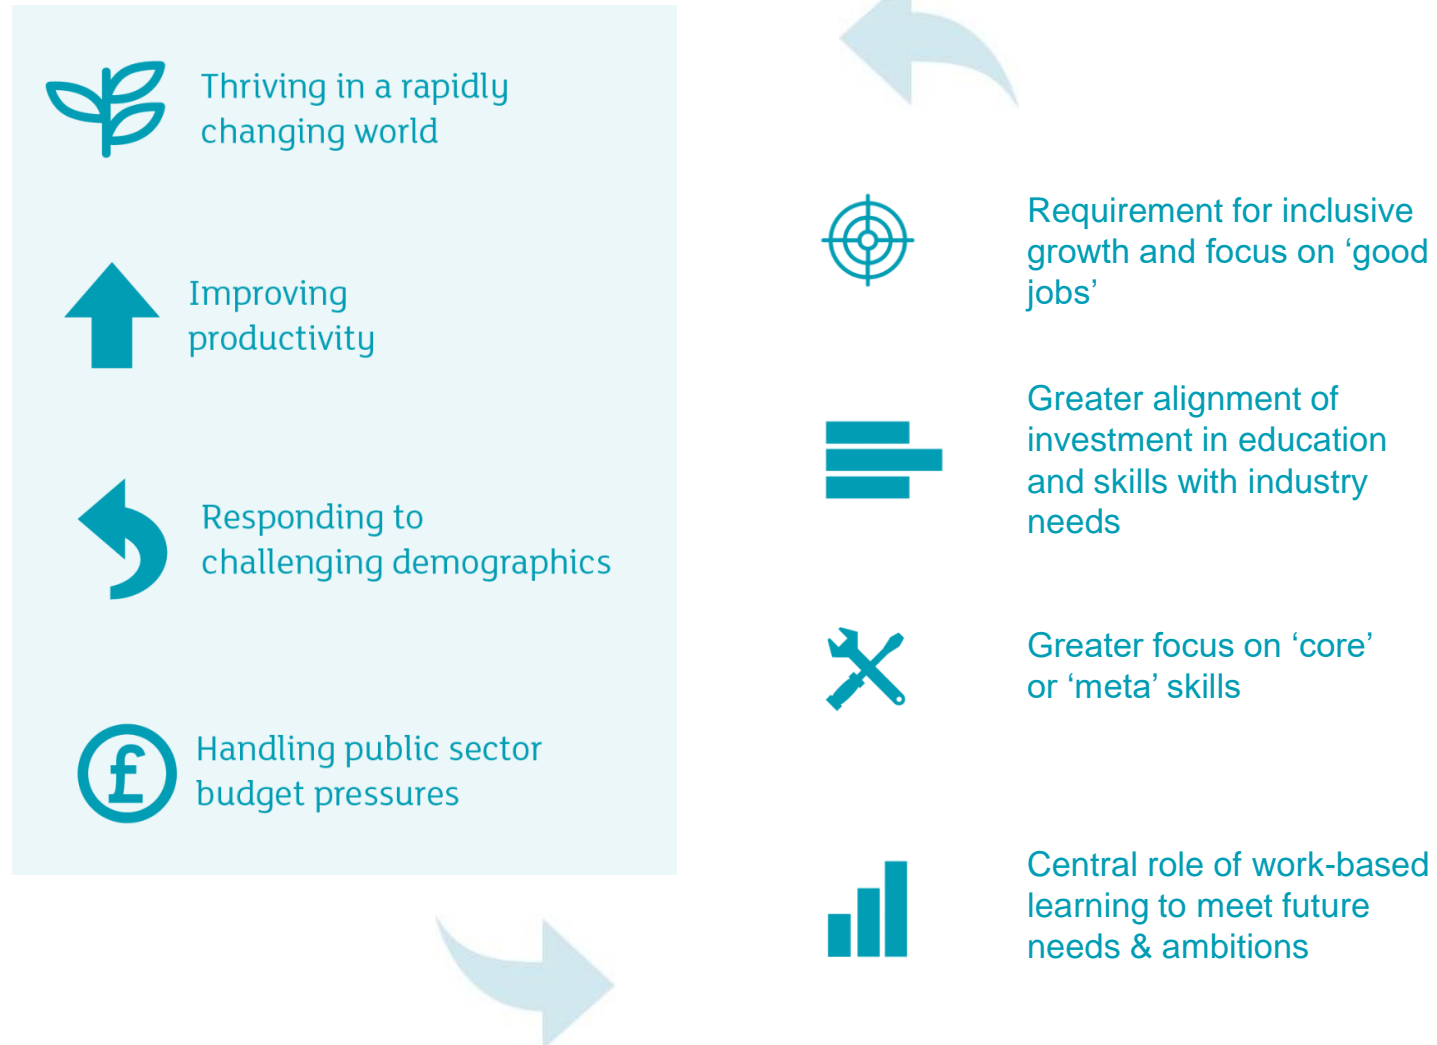 Thriving in a rapidly
changing world
Improving
productivity
Responding to
challenging demographics
£
Handling public sector
budget pressures
Requirement for inclusive
growth and focus on ‘good
jobs’
Greater alignment of
investment in education
and skills with industry
needs
Greater focus on ‘core’
or ‘meta’ skills
Central role of work-based
learning to meet future
needs & ambitions